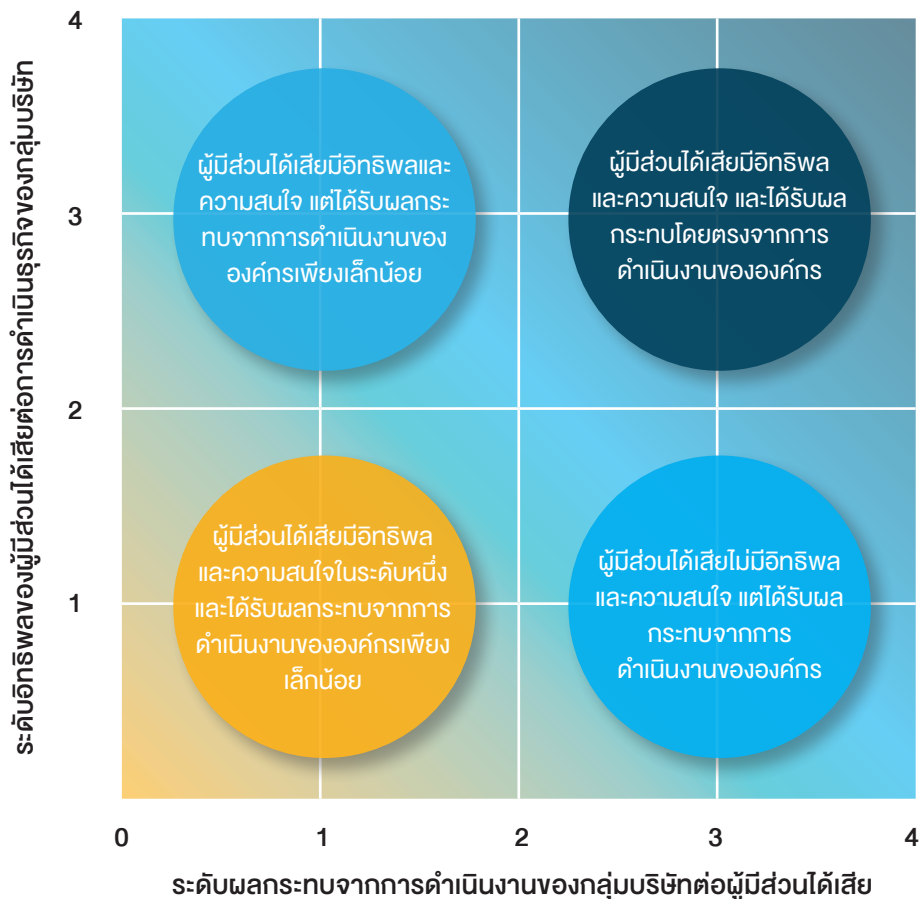 ระดับอิทธิพลของผู้มีส่วนได้เสียต่อการดำเนินธุรกิจของกลุ่มบริษัท
4
3
2
1
ผู้มีส่วนได้เสียมีอิทธิพลและ
ความสนใจ แต่ได้รับผลกระ
ทบจากการดำเนินงานของ
องค์กรเพียงเล็กน้อย
ผู้มีส่วนได้เสียมีอิทธิพล
และความสนใจ และได้รับผล
กระทบโดยตรงจากการ
ดำเนินงานขององค์กร
ผู้มีส่วนได้เสียมีอิทธิพล
และความสนใจในระดับหนึ่ง
และได้รับผลกระทบจากการ
ดำเนินงานขององค์กรเพียง
เล็กน้อย
ผู้มีส่วนได้เสียไม่มีอิทธิพล
และความสนใจ แต่ได้รับผล
กระทบจากการ
ดำเนินงานขององค์กร
0 1 2 3 4
ระดับผลกระทบจากการดำเนินงานของกลุ่มบริษัทต่อผู้มีส่วนได้เสีย